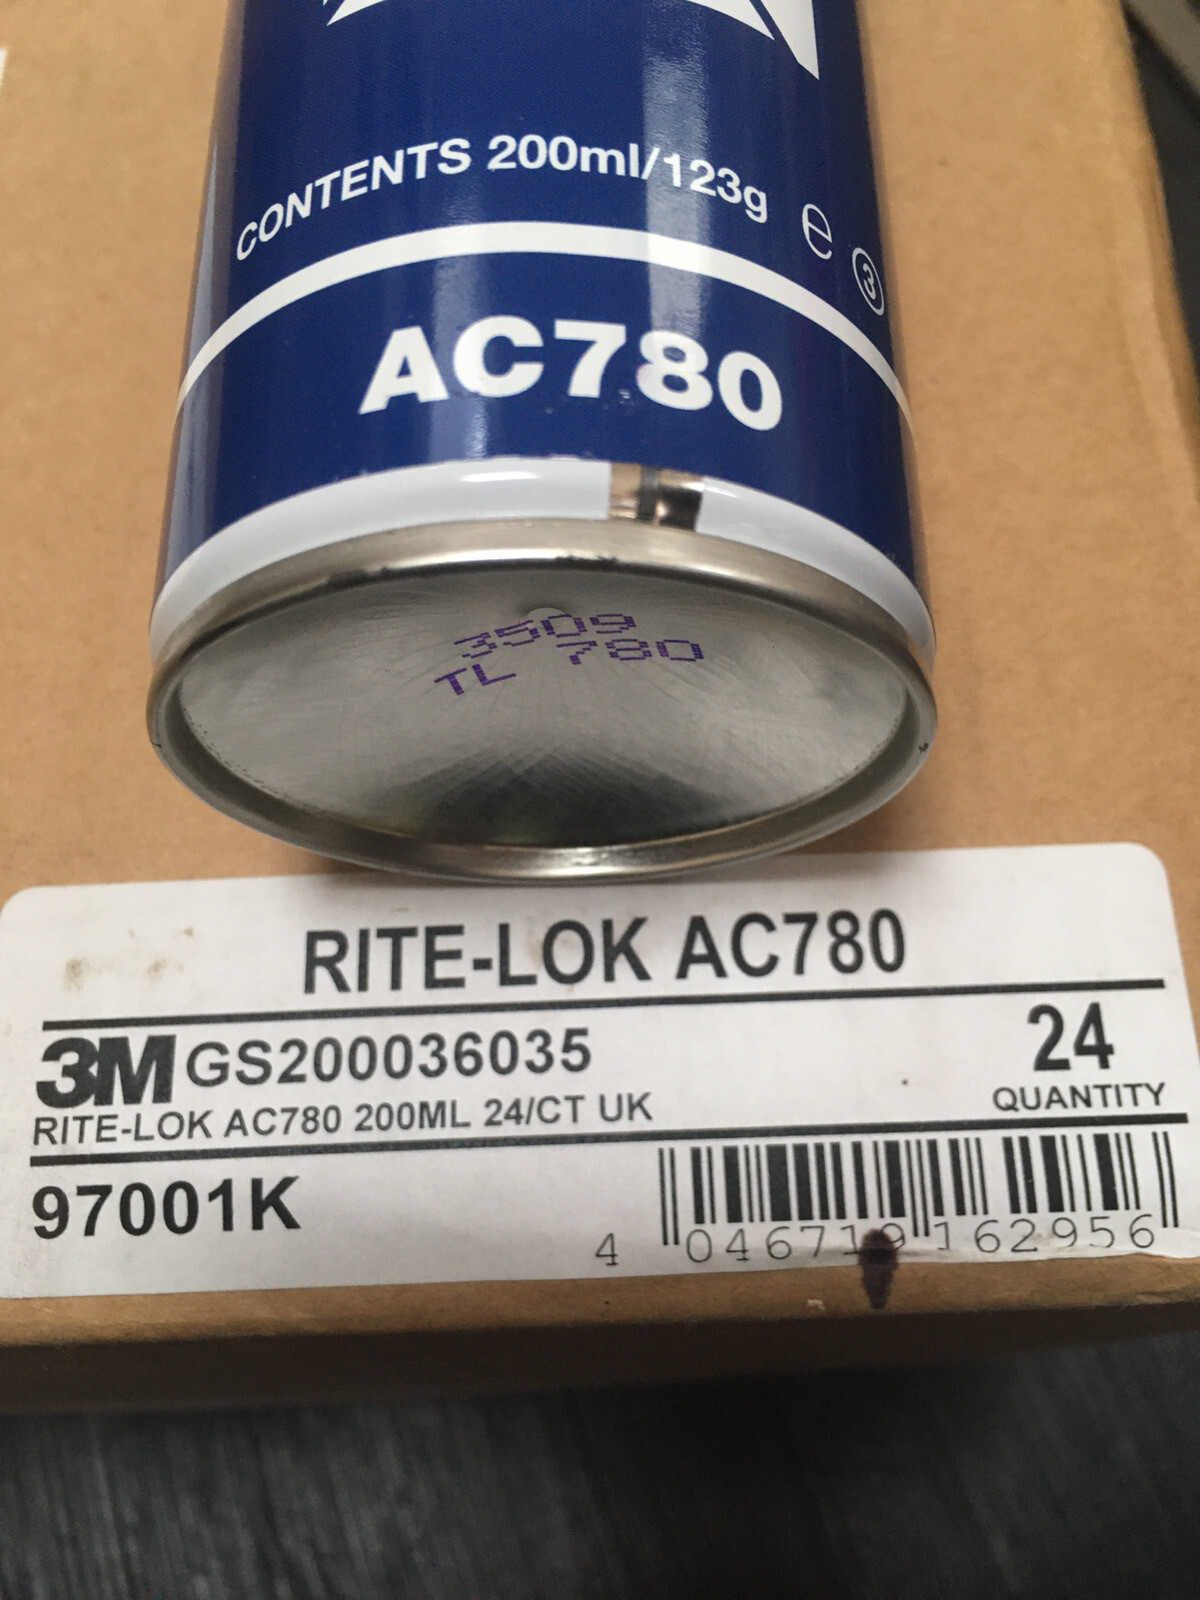 CONTENTS 200ml/123g ℮ ③
AC780
3509
TL 780
RITE-LOK AC780
3M GS200036035
24
QUANTITY
RITE-LOK AC780 200ML 24/CT UK
97001K
4 046719 162956